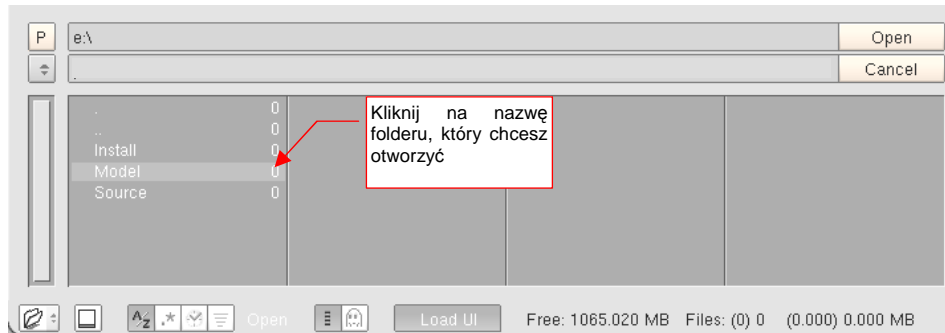 P e:\ Open
. Cancel
. 0
.. 0
Install 0
Model 0
Source 0
Kliknij na nazwę
folderu, który chcesz
otworzyć
AZ .* Open Load UI Free: 1065.020 MB Files: (0) 0 (0.000) 0.000 MB